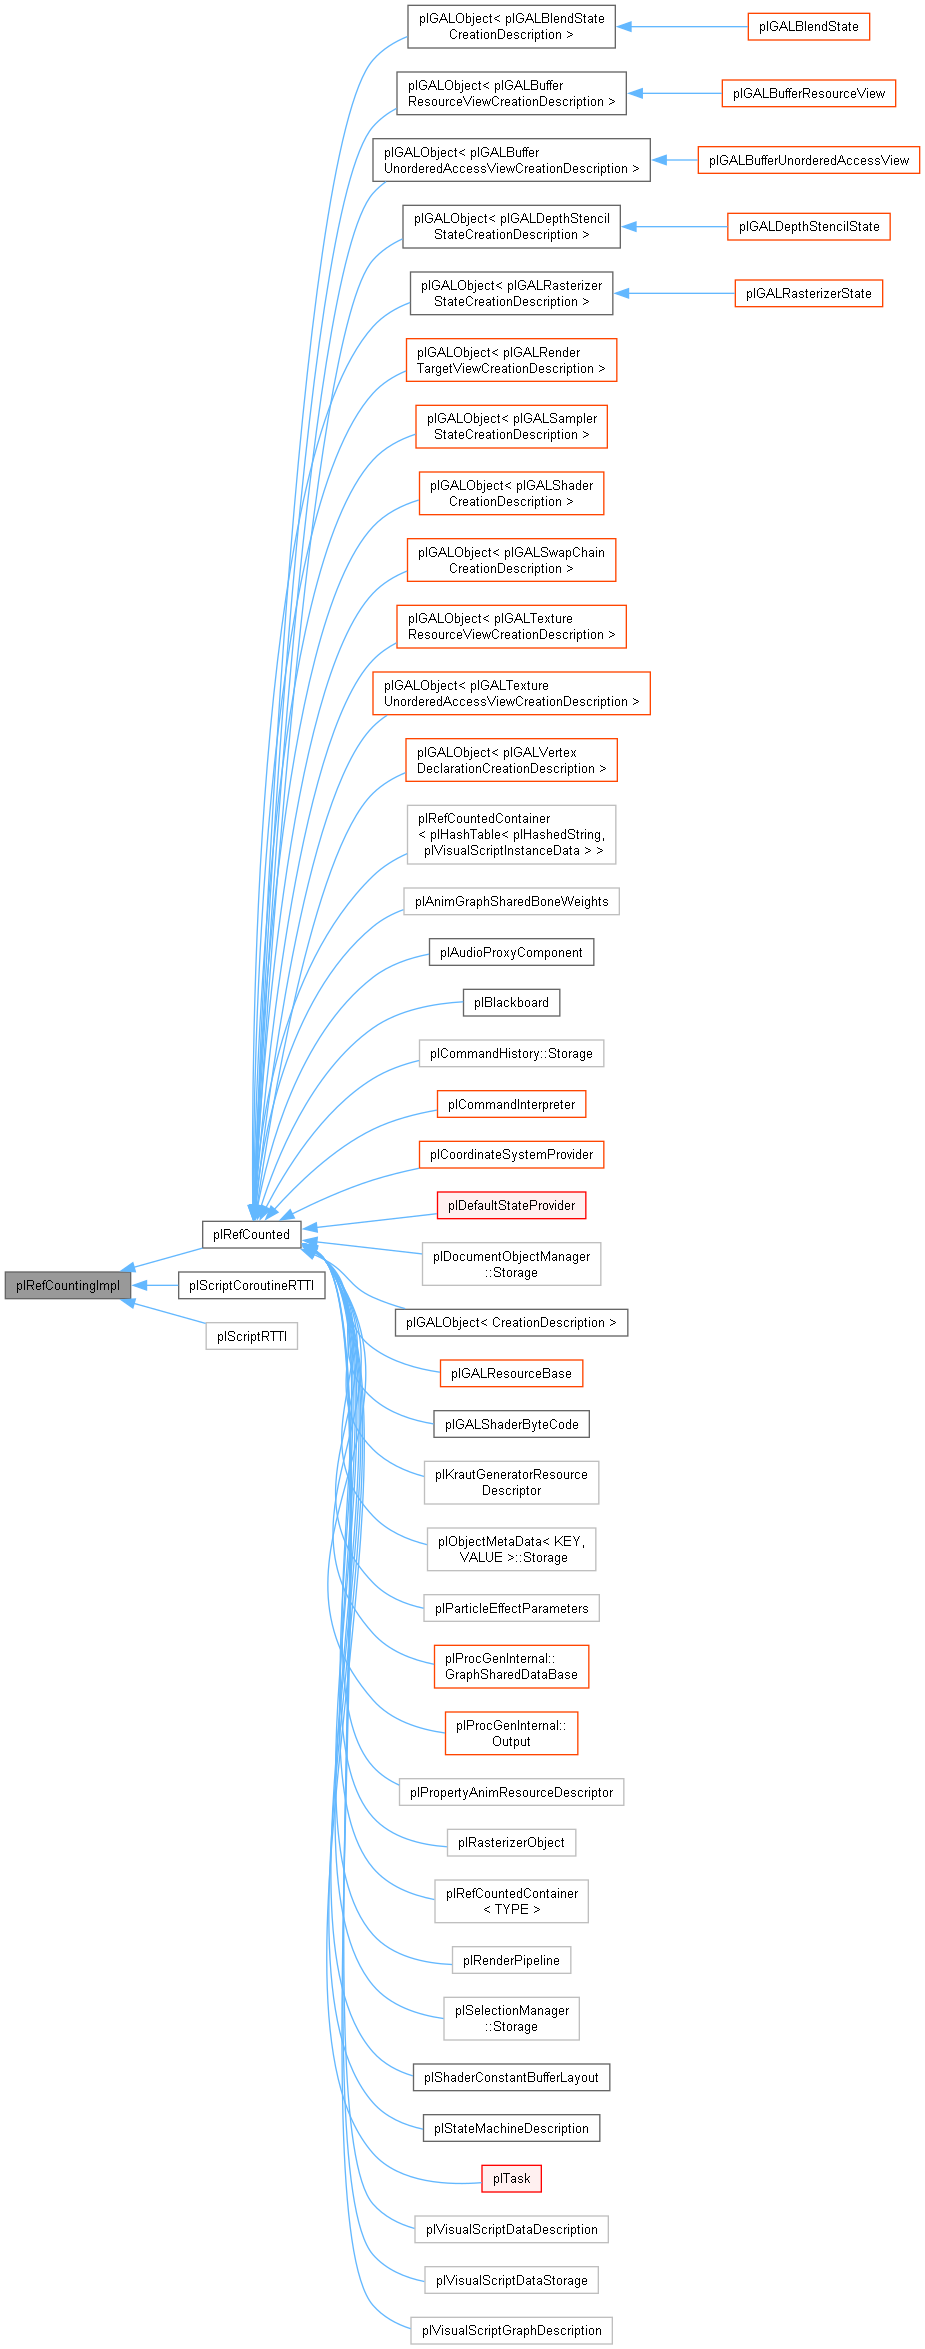 plGALObject< plGALBlendState
CreationDescription >
plGALBlendState
plGALObject< plGALBuffer
ResourceViewCreationDescription >
plGALBufferResourceView
plGALObject< plGALBuffer
UnorderedAccessViewCreationDescription >
plGALBufferUnorderedAccessView
plGALObject< plGALDepthStencil
StateCreationDescription >
plGALDepthStencilState
plGALObject< plGALRasterizer
StateCreationDescription >
plGALRasterizerState
plGALObject< plGALRender
TargetViewCreationDescription >
plGALObject< plGALSampler
StateCreationDescription >
plGALObject< plGALShader
CreationDescription >
plGALObject< plGALSwapChain
CreationDescription >
plGALObject< plGALTexture
ResourceViewCreationDescription >
plGALObject< plGALTexture
UnorderedAccessViewCreationDescription >
plGALObject< plGALVertex
DeclarationCreationDescription >
plRefCountedContainer
< plHashTable< plHashedString,
plVisualScriptInstanceData > >
plAnimGraphSharedBoneWeights
plAudioProxyComponent
plBlackboard
plCommandHistory::Storage
plCommandInterpreter
plCoordinateSystemProvider
plDefaultStateProvider
plRefCounted
plDocumentObjectManager
::Storage
plRefCountingImpl
plScriptCoroutineRTTI
plGALObject< CreationDescription >
plScriptRTTI
plGALResourceBase
plGALShaderByteCode
plKrautGeneratorResource
Descriptor
plObjectMetaData< KEY,
VALUE >::Storage
plParticleEffectParameters
plProcGenInternal::
GraphSharedDataBase
plProcGenInternal::
Output
plPropertyAnimResourceDescriptor
plRasterizerObject
plRefCountedContainer
< TYPE >
plRenderPipeline
plSelectionManager
::Storage
plShaderConstantBufferLayout
plStateMachineDescription
plTask
plVisualScriptDataDescription
plVisualScriptDataStorage
plVisualScriptGraphDescription